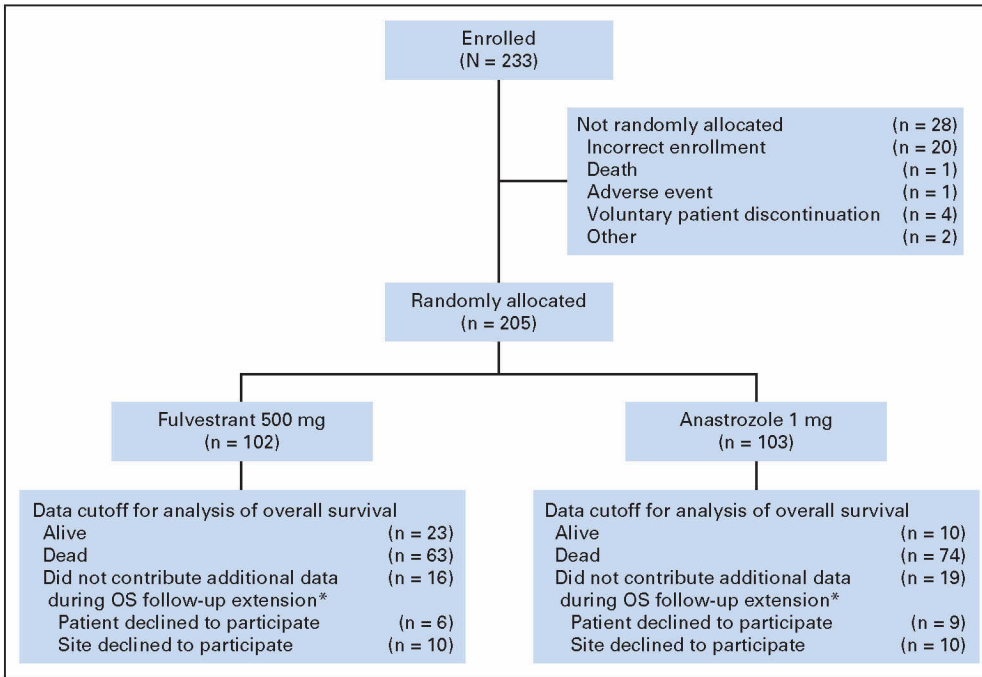 Enrolled
(N = 233)
Not randomly allocated (n = 28)
Incorrect enrollment (n = 20)
Death (n = 1)
Adverse event (n = 1)
Voluntary patient discontinuation (n = 4)
Other (n = 2)
Randomly allocated
(n = 205)
Fulvestrant 500 mg
(n = 102)
Anastrozole 1 mg
(n = 103)
Data cutoff for analysis of overall survival
Alive (n = 23)
Dead (n = 63)
Did not contribute additional data (n = 16)
during OS follow-up extension*
Patient declined to participate (n = 6)
Site declined to participate (n = 10)
Data cutoff for analysis of overall survival
Alive (n = 10)
Dead (n = 74)
Did not contribute additional data (n = 19)
during OS follow-up extension*
Patient declined to participate (n = 9)
Site declined to participate (n = 10)